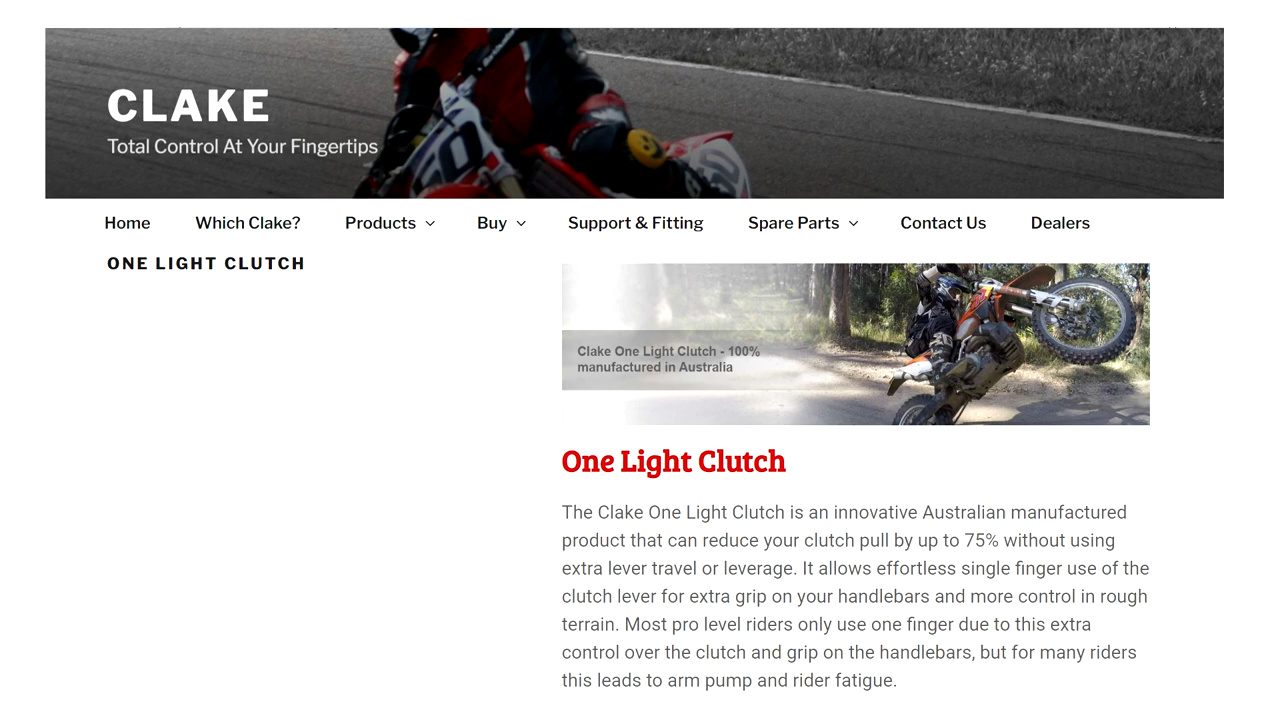 CLAKE
Total Control At Your Fingertips
Home Which Clake? Products Buy Support & Fitting Spare Parts Contact Us Dealers
ONE LIGHT CLUTCH
Clake One Light Clutch - 100%
manufactured in Australia
One Light Clutch
The Clake One Light Clutch is an innovative Australian manufactured
product that can reduce your clutch pull by up to 75% without using
extra lever travel or leverage. It allows effortless single finger use of the
clutch lever for extra grip on your handlebars and more control in rough
terrain. Most pro level riders only use one finger due to this extra
control over the clutch and grip on the handlebars, but for many riders
this leads to arm pump and rider fatigue.